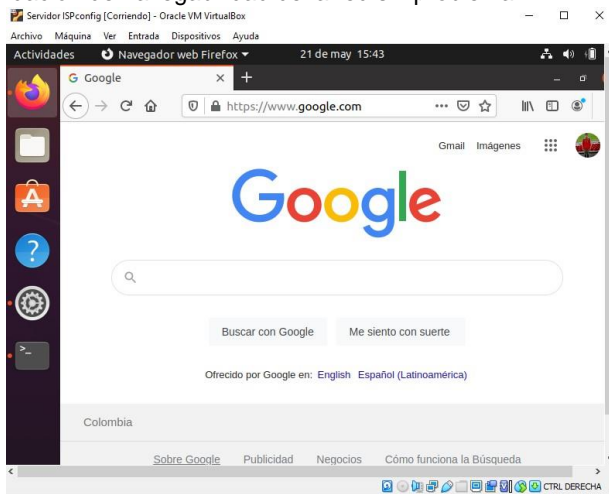 Servidor ISPconfig [Corriendo] - Oracle VM VirtualBox
Archivo Máquina Ver Entrada Dispositivos Ayuda
Actividades Navegador web Firefox 21 de may 15:43
G Google
https://www.google.com
Gmail Imágenes
Google
Buscar con Google Me siento con suerte
Ofrecido por Google en: English Español (Latinoamérica)
Colombia
Sobre Google Publicidad Negocios Cómo funciona la Búsqueda
CTRL DERECHA